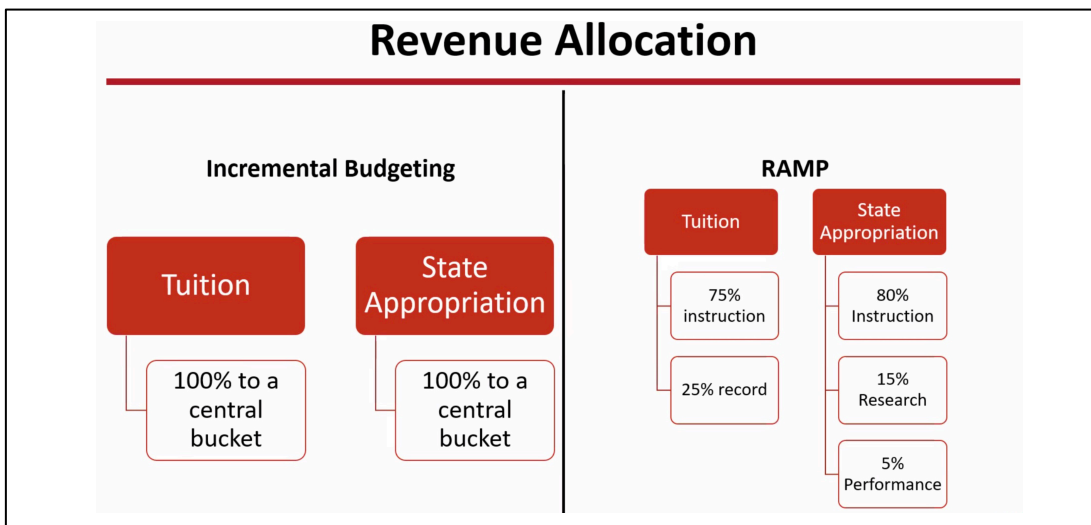 Revenue Allocation
Incremental Budgeting
Tuition
100% to a
central
bucket
State
Appropriation
100% to a
central
bucket
RAMP
Tuition
75%
instruction
25% record
State
Appropriation
80%
Instruction
15%
Research
5%
Performance